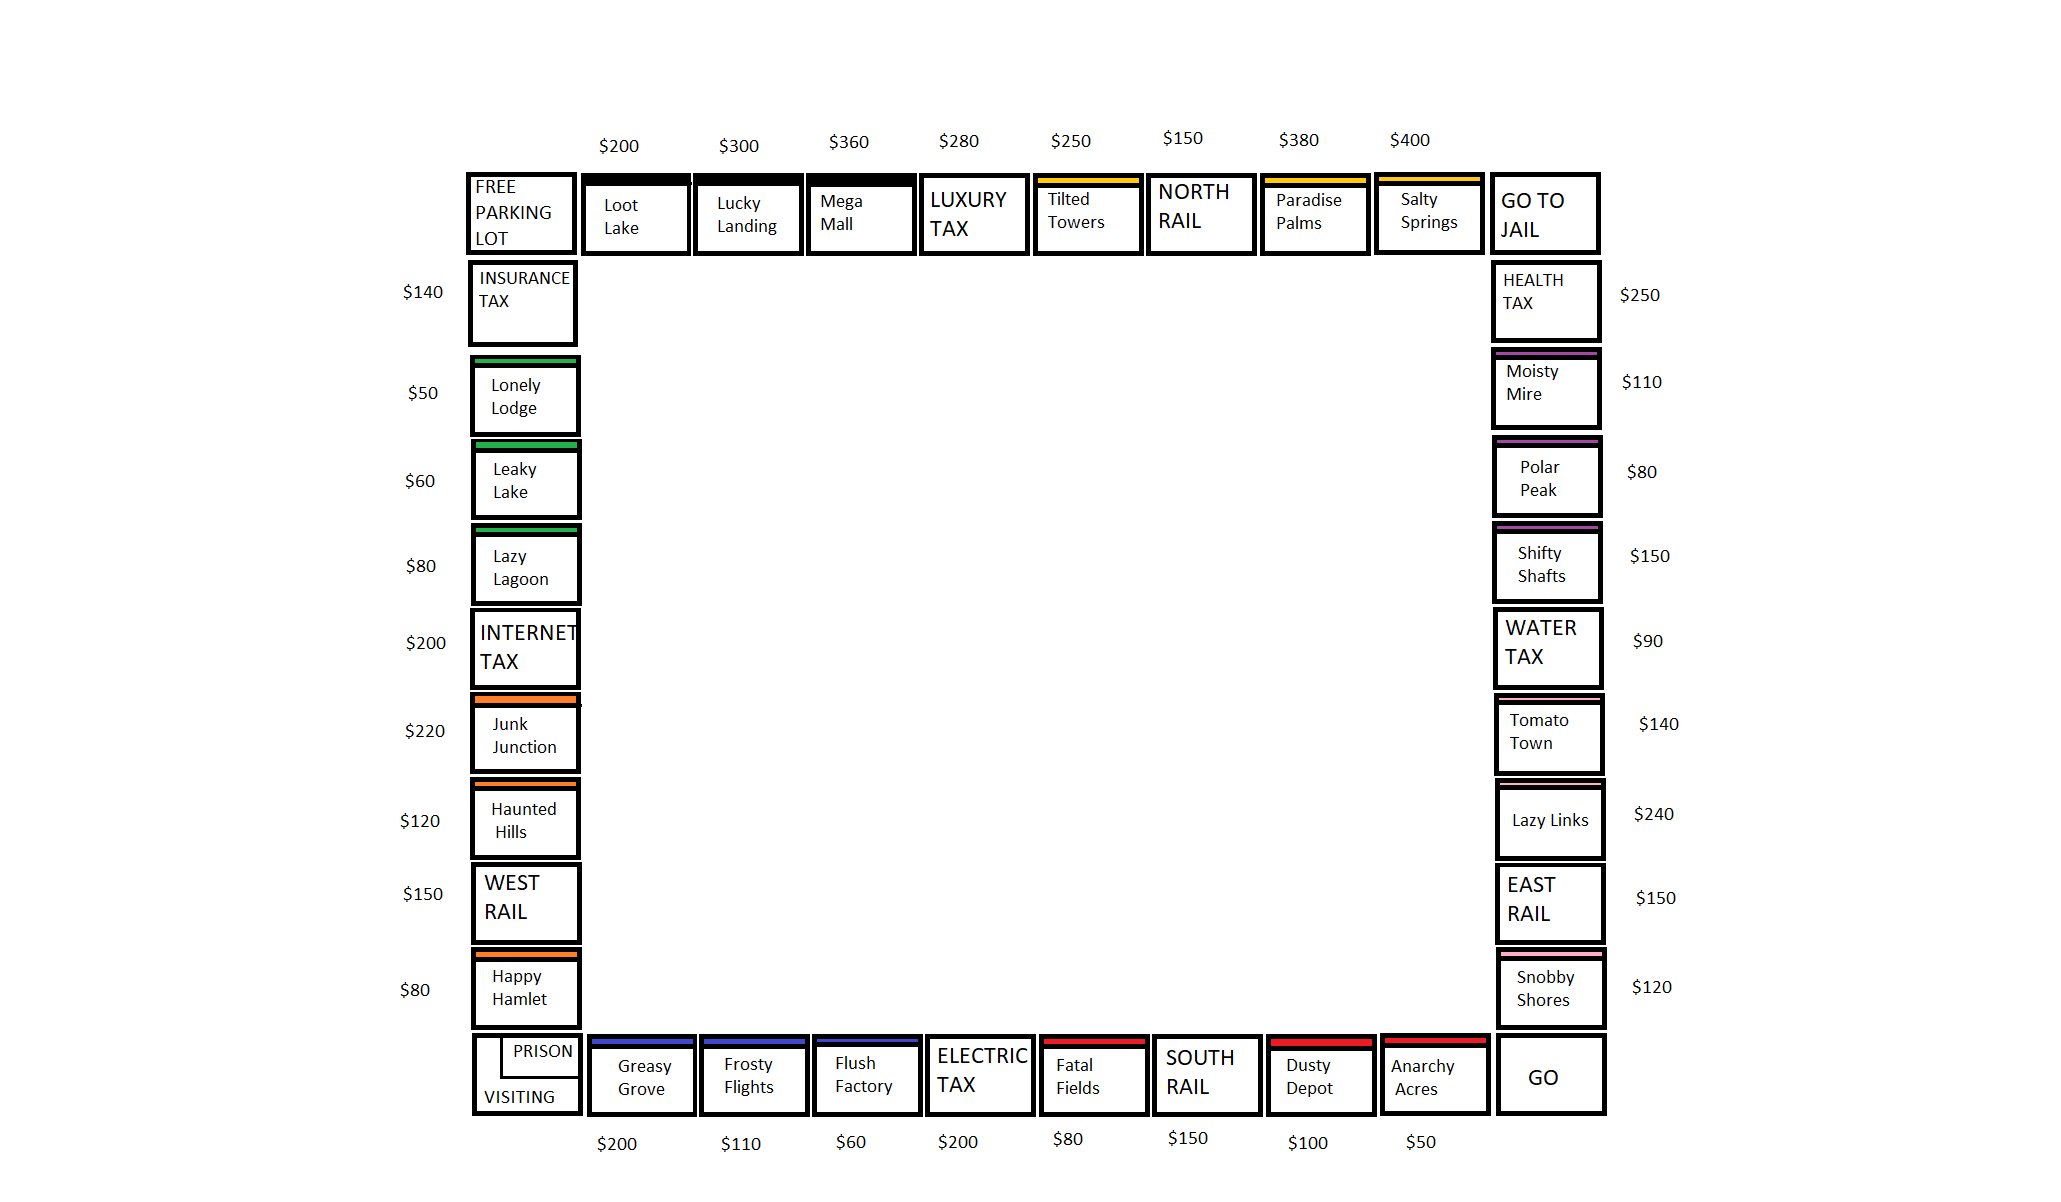 $200
$300
$360
$280
$250
$150
$380
$400
FREE
PARKING
LOT
Loot
Lake
Lucky
Landing
Mega
Mall
LUXURY
TAX
Tilted
Towers
NORTH
RAIL
Paradise
Palms
Salty
Springs
GO TO
JAIL
$140
INSURANCE
TAX
HEALTH
TAX
$250
$50
Lonely
Lodge
Moisty
Mire
$110
$60
Leaky
Lake
Polar
Peak
$80
$80
Lazy
Lagoon
Shifty
Shafts
$150
$200
INTERNET
TAX
WATER
TAX
$90
$220
Junk
Junction
Tomato
Town
$140
$120
Haunted
Hills
Lazy Links
$240
$150
WEST
RAIL
EAST
RAIL
$150
$80
Happy
Hamlet
Snobby
Shores
$120
PRISON
VISITING
Greasy
Grove
Frosty
Flights
Flush
Factory
ELECTRIC
TAX
Fatal
Fields
SOUTH
RAIL
Dusty
Depot
Anarchy
Acres
GO
$200
$110
$60
$200
$80
$150
$100
$50